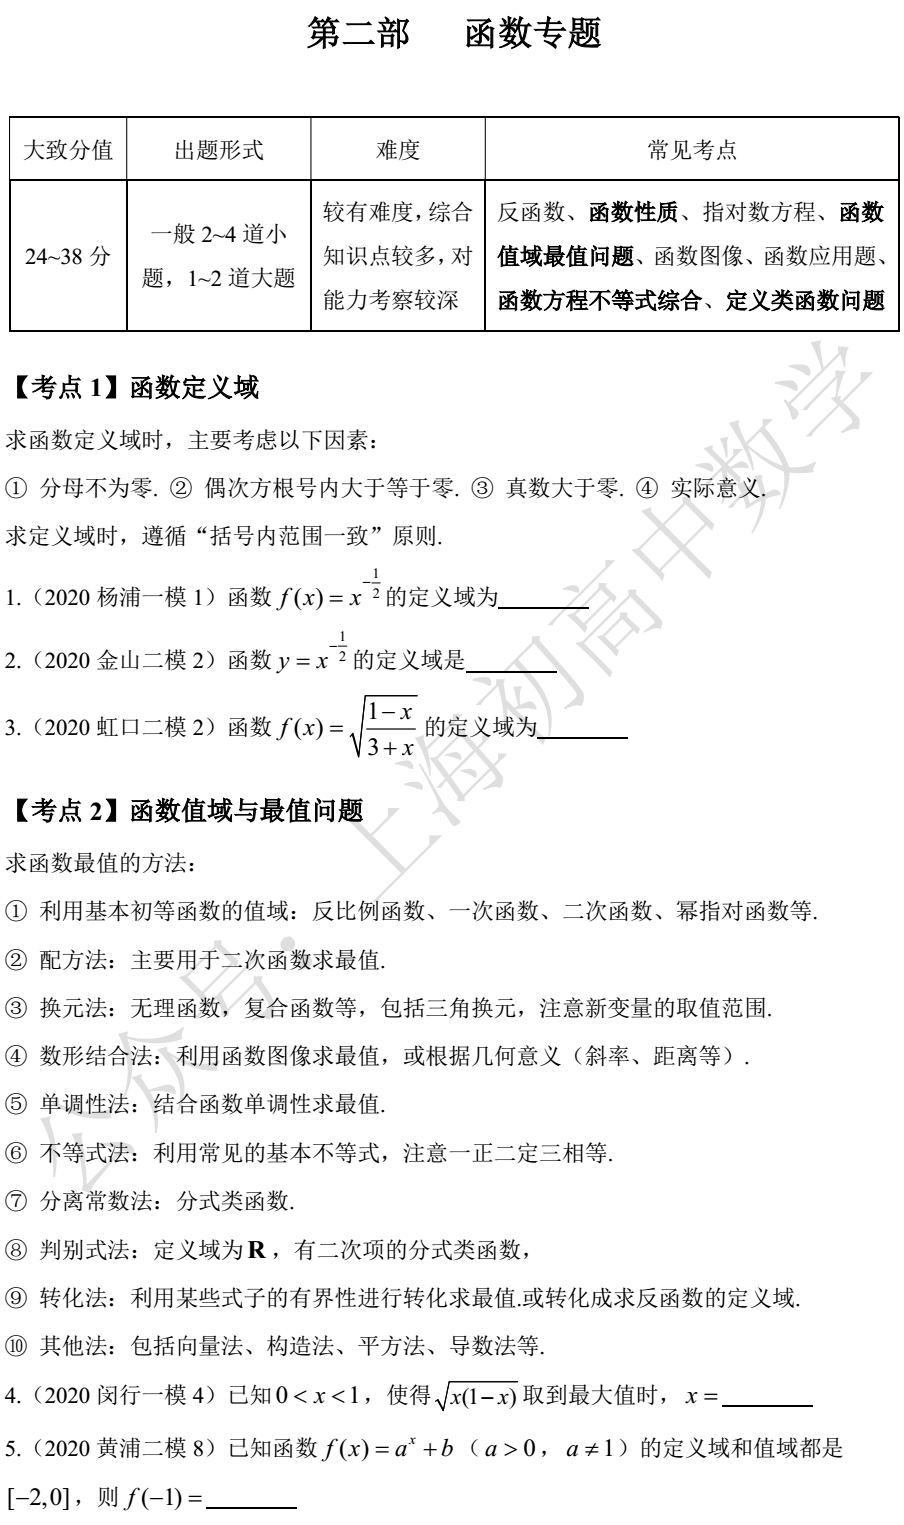 第二部 函数专题
大致分值 出题形式 难度 常见考点
24~38 分
一般 2~4 道小
题，1~2 道大题
较有难度，综合
知识点较多，对
能力考察较深
反函数、函数性质、指对数方程、函数
值域最值问题、函数图像、函数应用题、
函数方程不等式综合、定义类函数问题
【考点 1】函数定义域
求函数定义域时，主要考虑以下因素：
① 分母不为零. ② 偶次方根号内大于等于零. ③ 真数大于零. ④ 实际意义.
求定义域时，遵循“括号内范围一致”原则.
1.（2020 杨浦一模 1）函数 f(x) = x^{-\frac{1}{2}} 的定义域为________
2.（2020 金山二模 2）函数 y = x^{-\frac{1}{2}} 的定义域是________
3.（2020 虹口二模 2）函数 f(x) = \sqrt{\frac{1-x}{3+x}} 的定义域为________
【考点 2】函数值域与最值问题
求函数最值的方法：
① 利用基本初等函数的值域：反比例函数、一次函数、二次函数、幂指对函数等.
② 配方法：主要用于二次函数求最值.
③ 换元法：无理函数，复合函数等，包括三角换元，注意新变量的取值范围.
④ 数形结合法：利用函数图像求最值，或根据几何意义（斜率、距离等）.
⑤ 单调性法：结合函数单调性求最值.
⑥ 不等式法：利用常见的基本不等式，注意一正二定三相等.
⑦ 分离常数法：分式类函数.
⑧ 判别式法：定义域为 R，有二次项的分式类函数，
⑨ 转化法：利用某些式子的有界性进行转化求最值.或转化成求反函数的定义域.
⑩ 其他法：包括向量法、构造法、平方法、导数法等.
4.（2020 闵行一模 4）已知 0 < x < 1，使得 \sqrt{x(1-x)} 取到最大值时， x = ________
5.（2020 黄浦二模 8）已知函数 f(x) = a^x + b （ a > 0， a ≠ 1）的定义域和值域都是
[−2,0]，则 f(−1) = ________
公众号：上海初高中数学